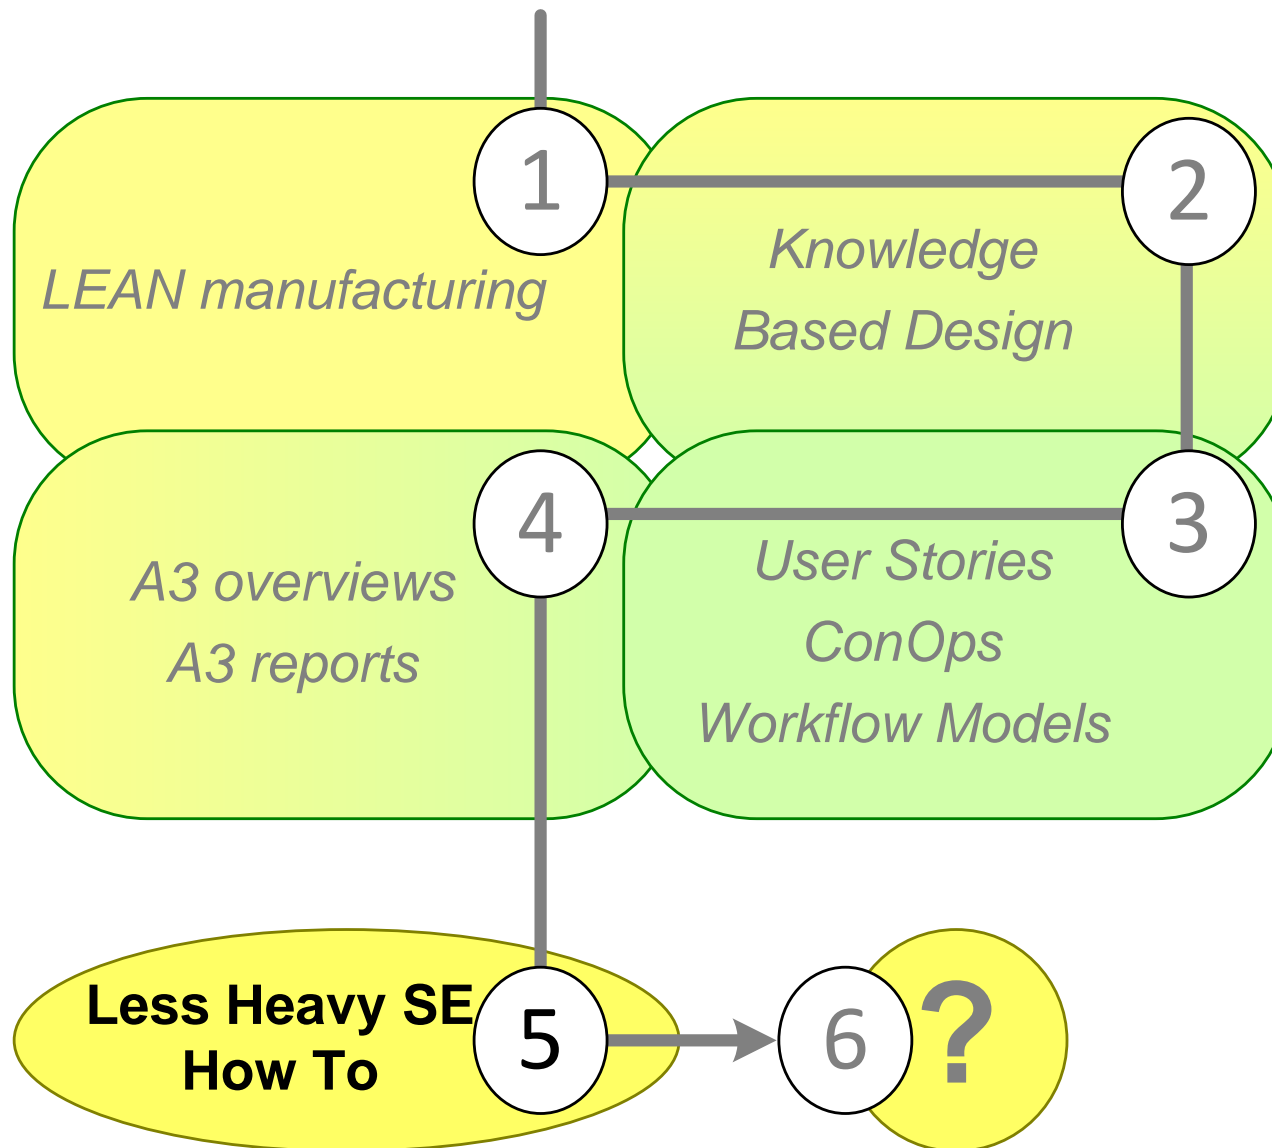 1
LEAN manufacturing
2
Knowledge
Based Design
3
User Stories
ConOps
Workflow Models
4
A3 overviews
A3 reports
5
Less Heavy SE
How To
6
?